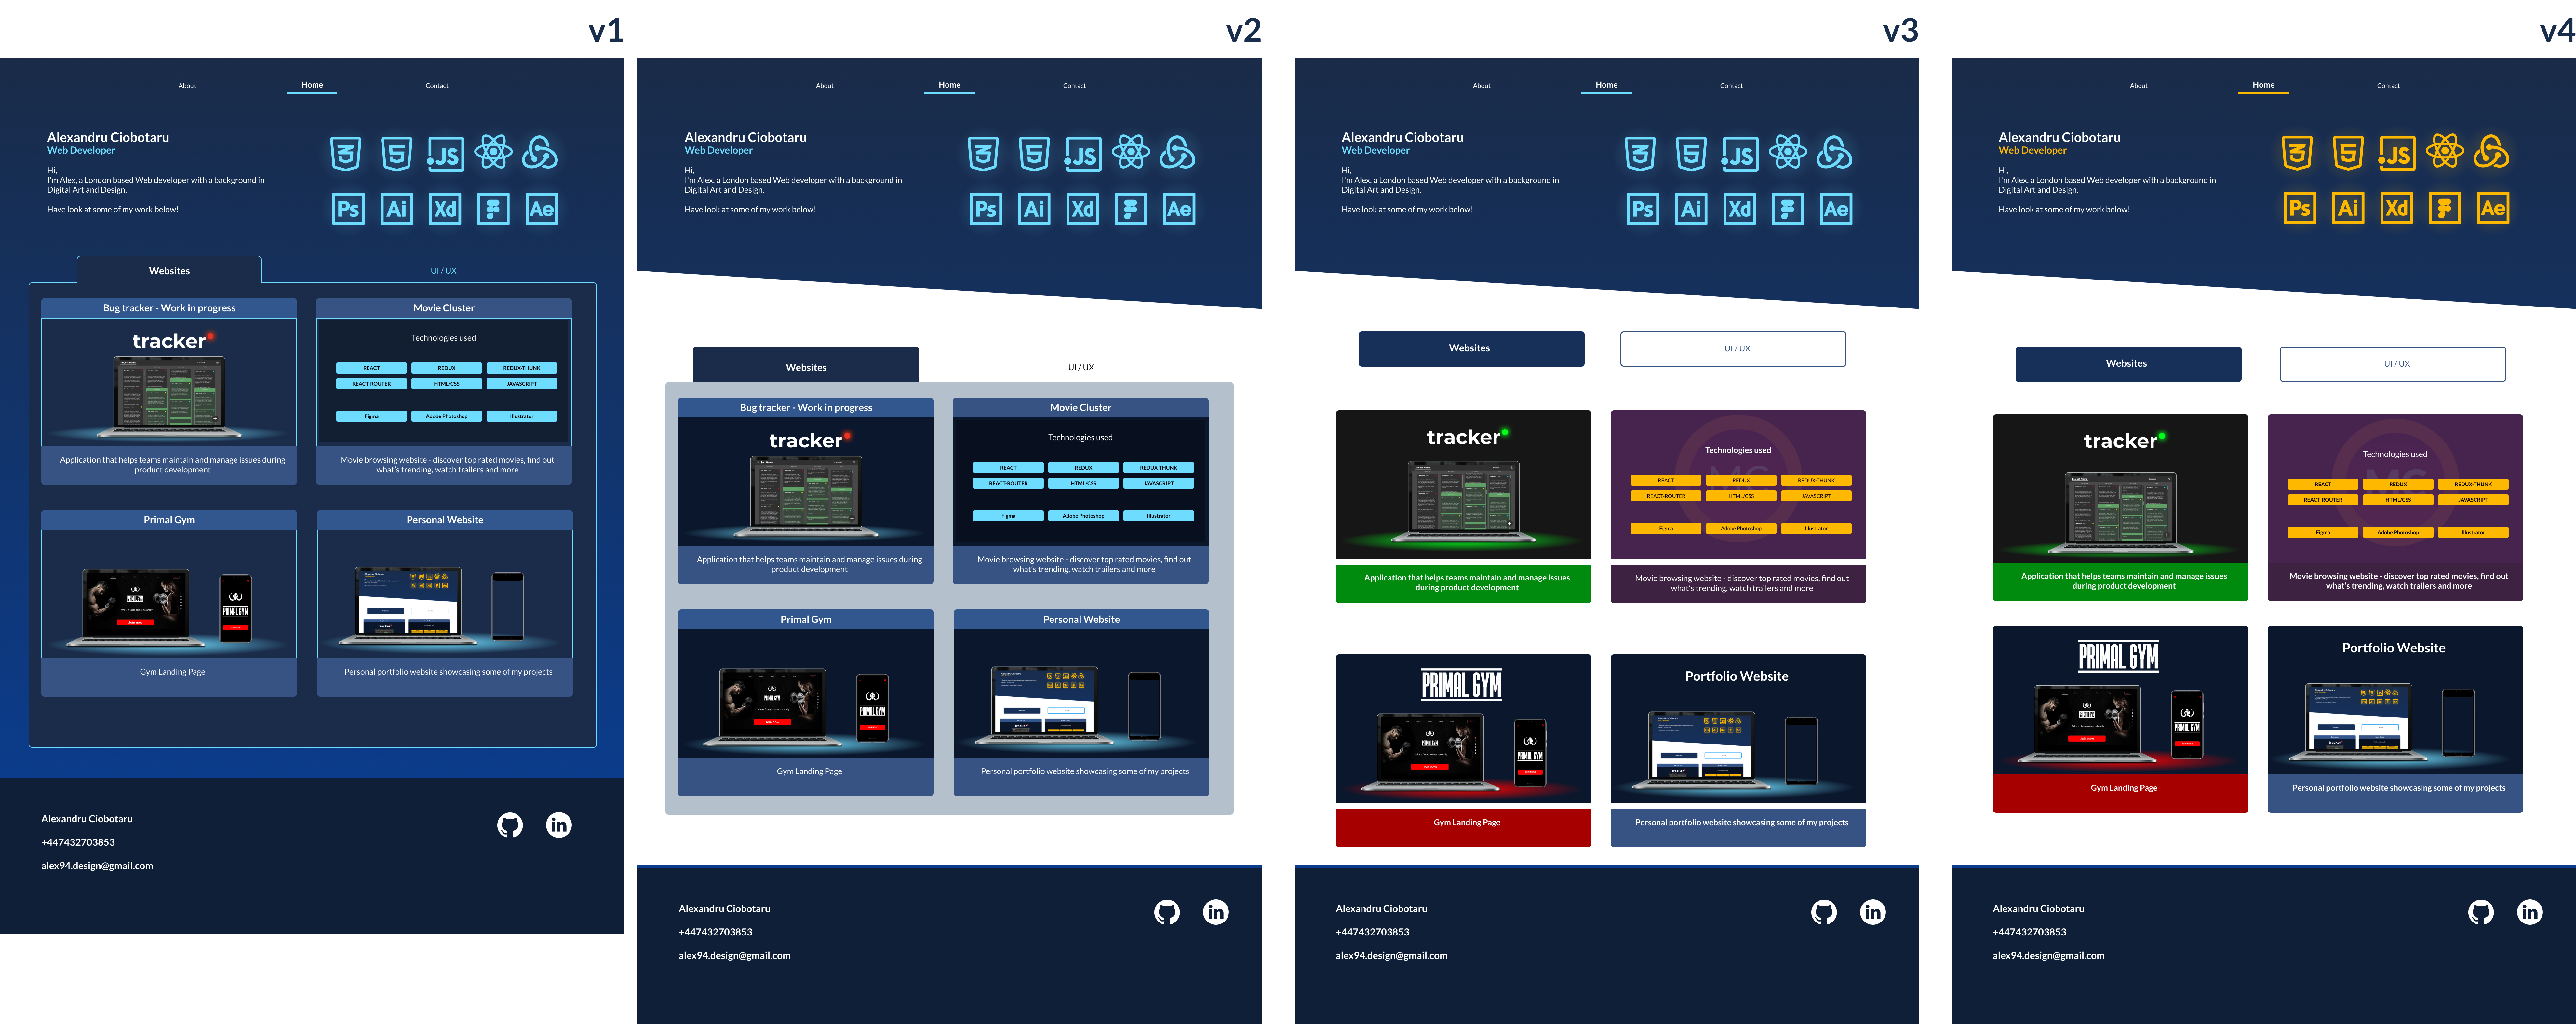 v1
About
Home
Contact
Alexandru Ciobotaru
Web Developer
Hi,
I'm Alex, a London based Web developer with a background in
Digital Art and Design.
Have look at some of my work below!
JS
Ps
Ai
Xd
Ae
Websites
UI / UX
Bug tracker - Work in progress
tracker
Application that helps teams maintain and manage issues during
product development
Movie Cluster
Technologies used
REACT
REDUX
REDUX-THUNK
REACT-ROUTER
HTML/CSS
JAVASCRIPT
Figma
Adobe Photoshop
Illustrator
Movie browsing website - discover top rated movies, find out
what's trending, watch trailers and more
Primal Gym
PRIMAL GYM
Gym Landing Page
Personal Website
Personal portfolio website showcasing some of my projects
Alexandru Ciobotaru
+447432703853
alex94.design@gmail.com
in
v2
About
Home
Contact
Alexandru Ciobotaru
Web Developer
Hi,
I'm Alex, a London based Web developer with a background in
Digital Art and Design.
Have look at some of my work below!
JS
Ps
Ai
Xd
Ae
Websites
UI / UX
Bug tracker - Work in progress
tracker
Application that helps teams maintain and manage issues during
product development
Movie Cluster
Technologies used
REACT
REDUX
REDUX-THUNK
REACT-ROUTER
HTML/CSS
JAVASCRIPT
Figma
Adobe Photoshop
Illustrator
Movie browsing website - discover top rated movies, find out
what's trending, watch trailers and more
Primal Gym
PRIMAL GYM
Gym Landing Page
Personal Website
Personal portfolio website showcasing some of my projects
Alexandru Ciobotaru
+447432703853
alex94.design@gmail.com
in
v3
About
Home
Contact
Alexandru Ciobotaru
Web Developer
Hi,
I'm Alex, a London based Web developer with a background in
Digital Art and Design.
Have look at some of my work below!
JS
Ps
Ai
Xd
Ae
Websites
UI / UX
tracker
Application that helps teams maintain and manage issues
during product development
Technologies used
MC
REACT
REDUX
REDUX-THUNK
REACT-ROUTER
HTML/CSS
JAVASCRIPT
Figma
Adobe Photoshop
Illustrator
Movie browsing website - discover top rated movies, find out
what's trending, watch trailers and more
PRIMAL GYM
PRIMAL GYM
Gym Landing Page
Portfolio Website
Personal portfolio website showcasing some of my projects
Alexandru Ciobotaru
+447432703853
alex94.design@gmail.com
in
v4
About
Home
Contact
Alexandru Ciobotaru
Web Developer
Hi,
I'm Alex, a London based Web developer with a background in
Digital Art and Design.
Have look at some of my work below!
JS
Ps
Ai
Xd
Ae
Websites
UI / UX
tracker
Application that helps teams maintain and manage issues
during product development
Technologies used
MC
REACT
REDUX
REDUX-THUNK
REACT-ROUTER
HTML/CSS
JAVASCRIPT
Figma
Adobe Photoshop
Illustrator
Movie browsing website - discover top rated movies, find out
what's trending, watch trailers and more
PRIMAL GYM
PRIMAL GYM
Gym Landing Page
Portfolio Website
Personal portfolio website showcasing some of my projects
Alexandru Ciobotaru
+447432703853
alex94.design@gmail.com
in